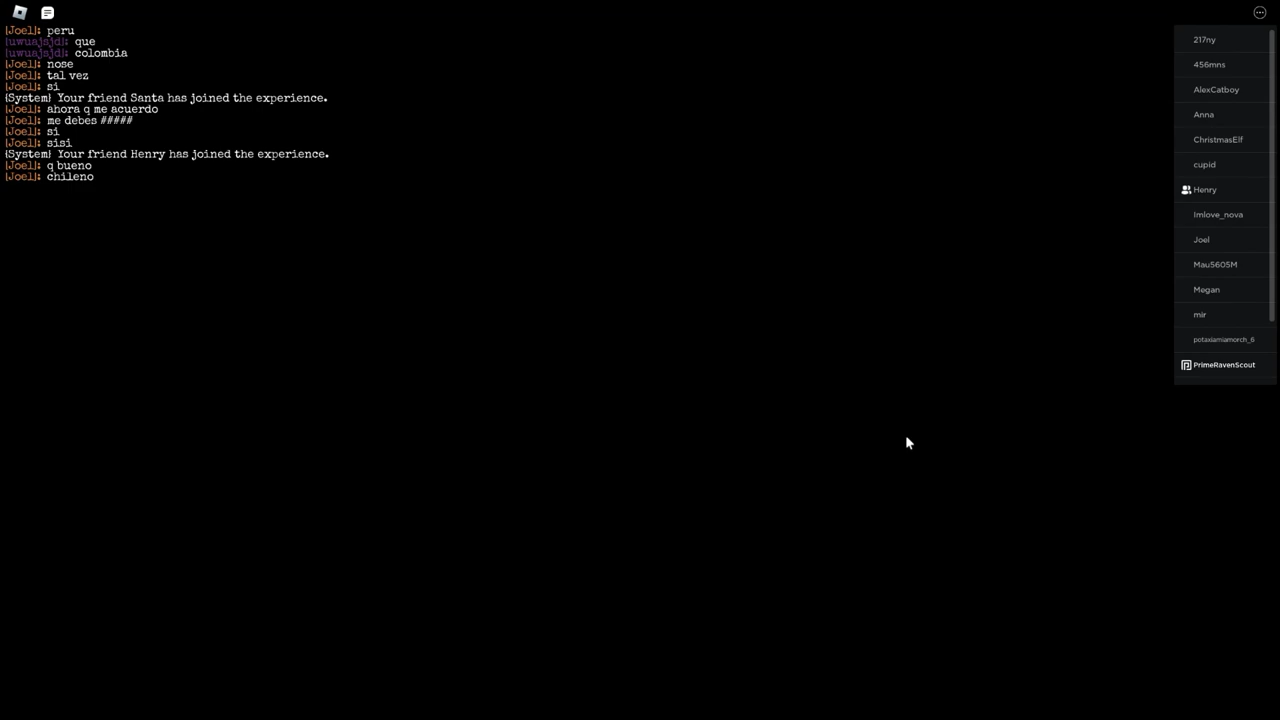 [Joel]: peru
[uwuajsjd]: que
[uwuajsjd]: colombia
[Joel]: nose
[Joel]: tal vez
[Joel]: si
{System} Your friend Santa has joined the experience.
[Joel]: ahora q me acuerdo
[Joel]: me debes #####
[Joel]: si
[Joel]: sisi
{System} Your friend Henry has joined the experience.
[Joel]: q bueno
[Joel]: chileno
217ny
456mns
AlexCatboy
Anna
ChristmasElf
cupid
Henry
Imlove_nova
Joel
Mau5605M
Megan
mir
potaxiamiamorch_6
PrimeRavenScout